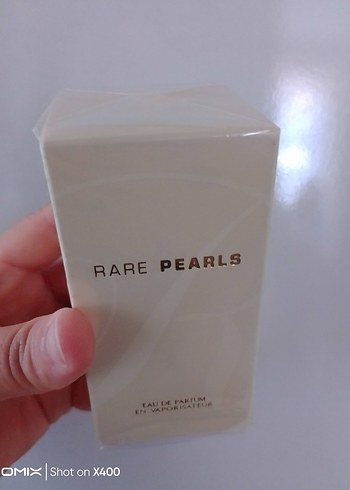 RARE PEARLS
EAU DE PARFUM
EN VAPORISATEUR
OMIX | Shot on X400